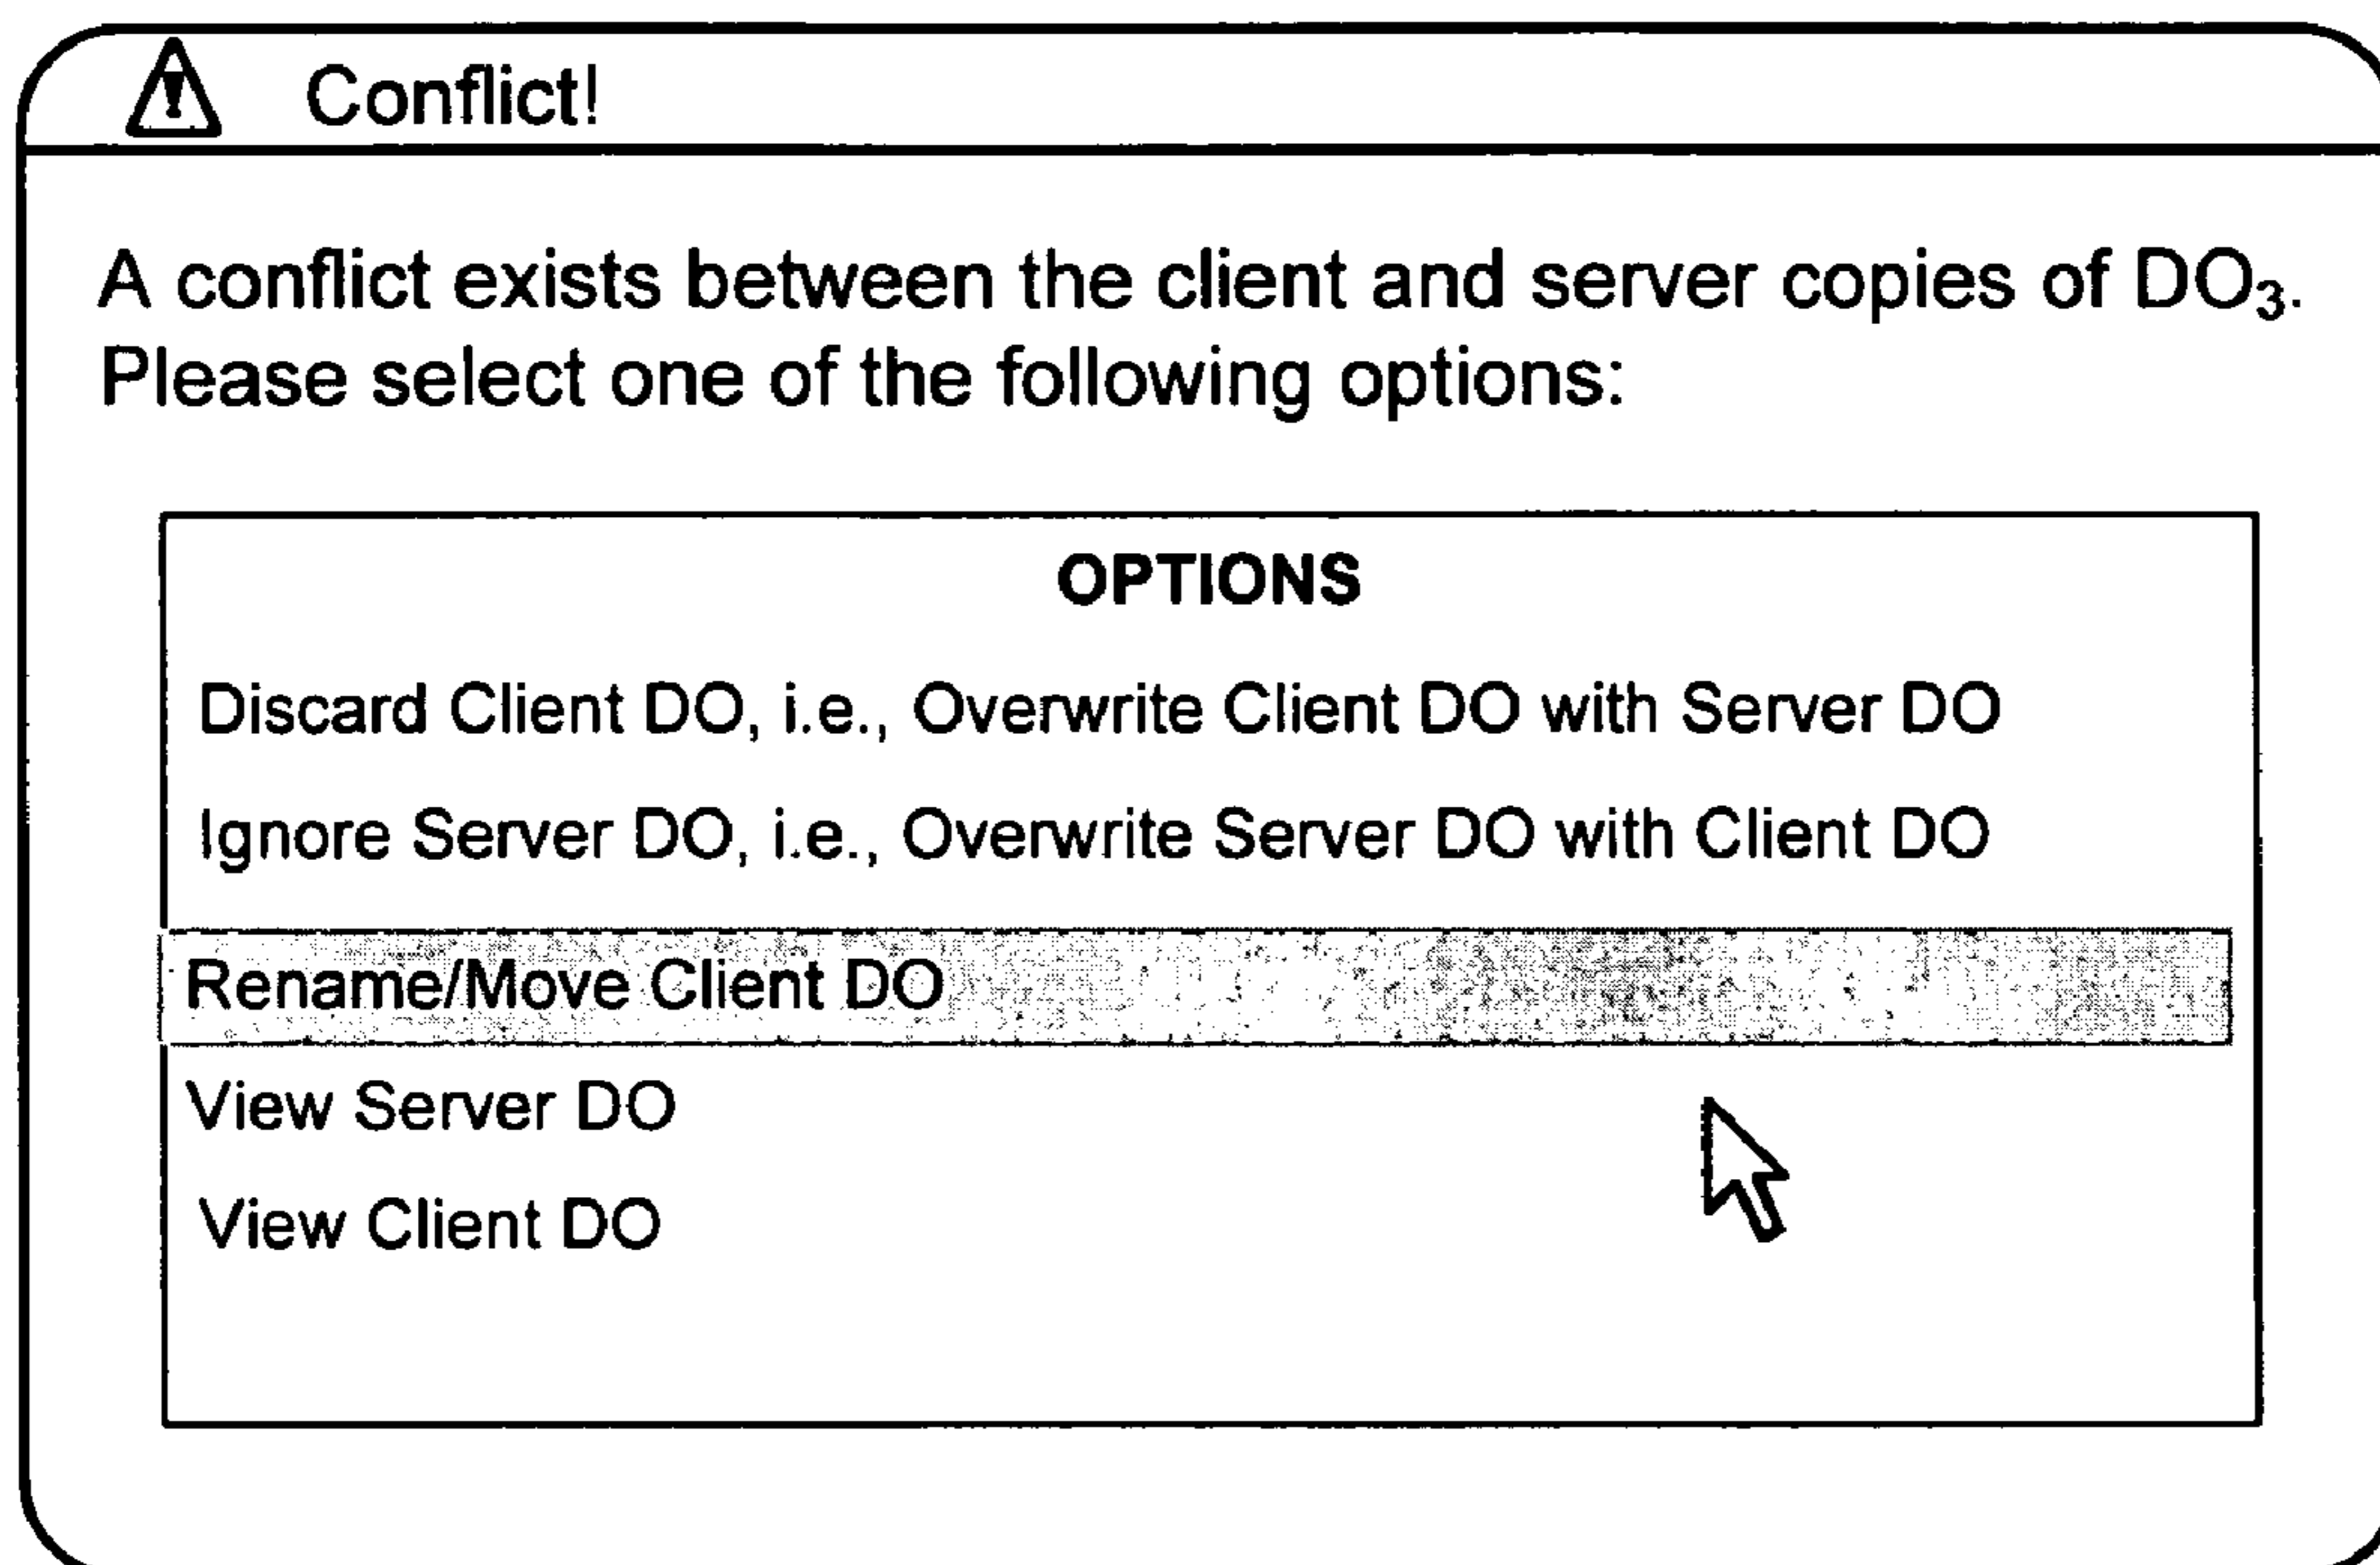 Conflict!
A conflict exists between the client and server copies of DO₃.
Please select one of the following options:
OPTIONS
Discard Client DO, i.e., Overwrite Client DO with Server DO
Ignore Server DO, i.e., Overwrite Server DO with Client DO
Rename/Move Client DO
View Server DO
View Client DO